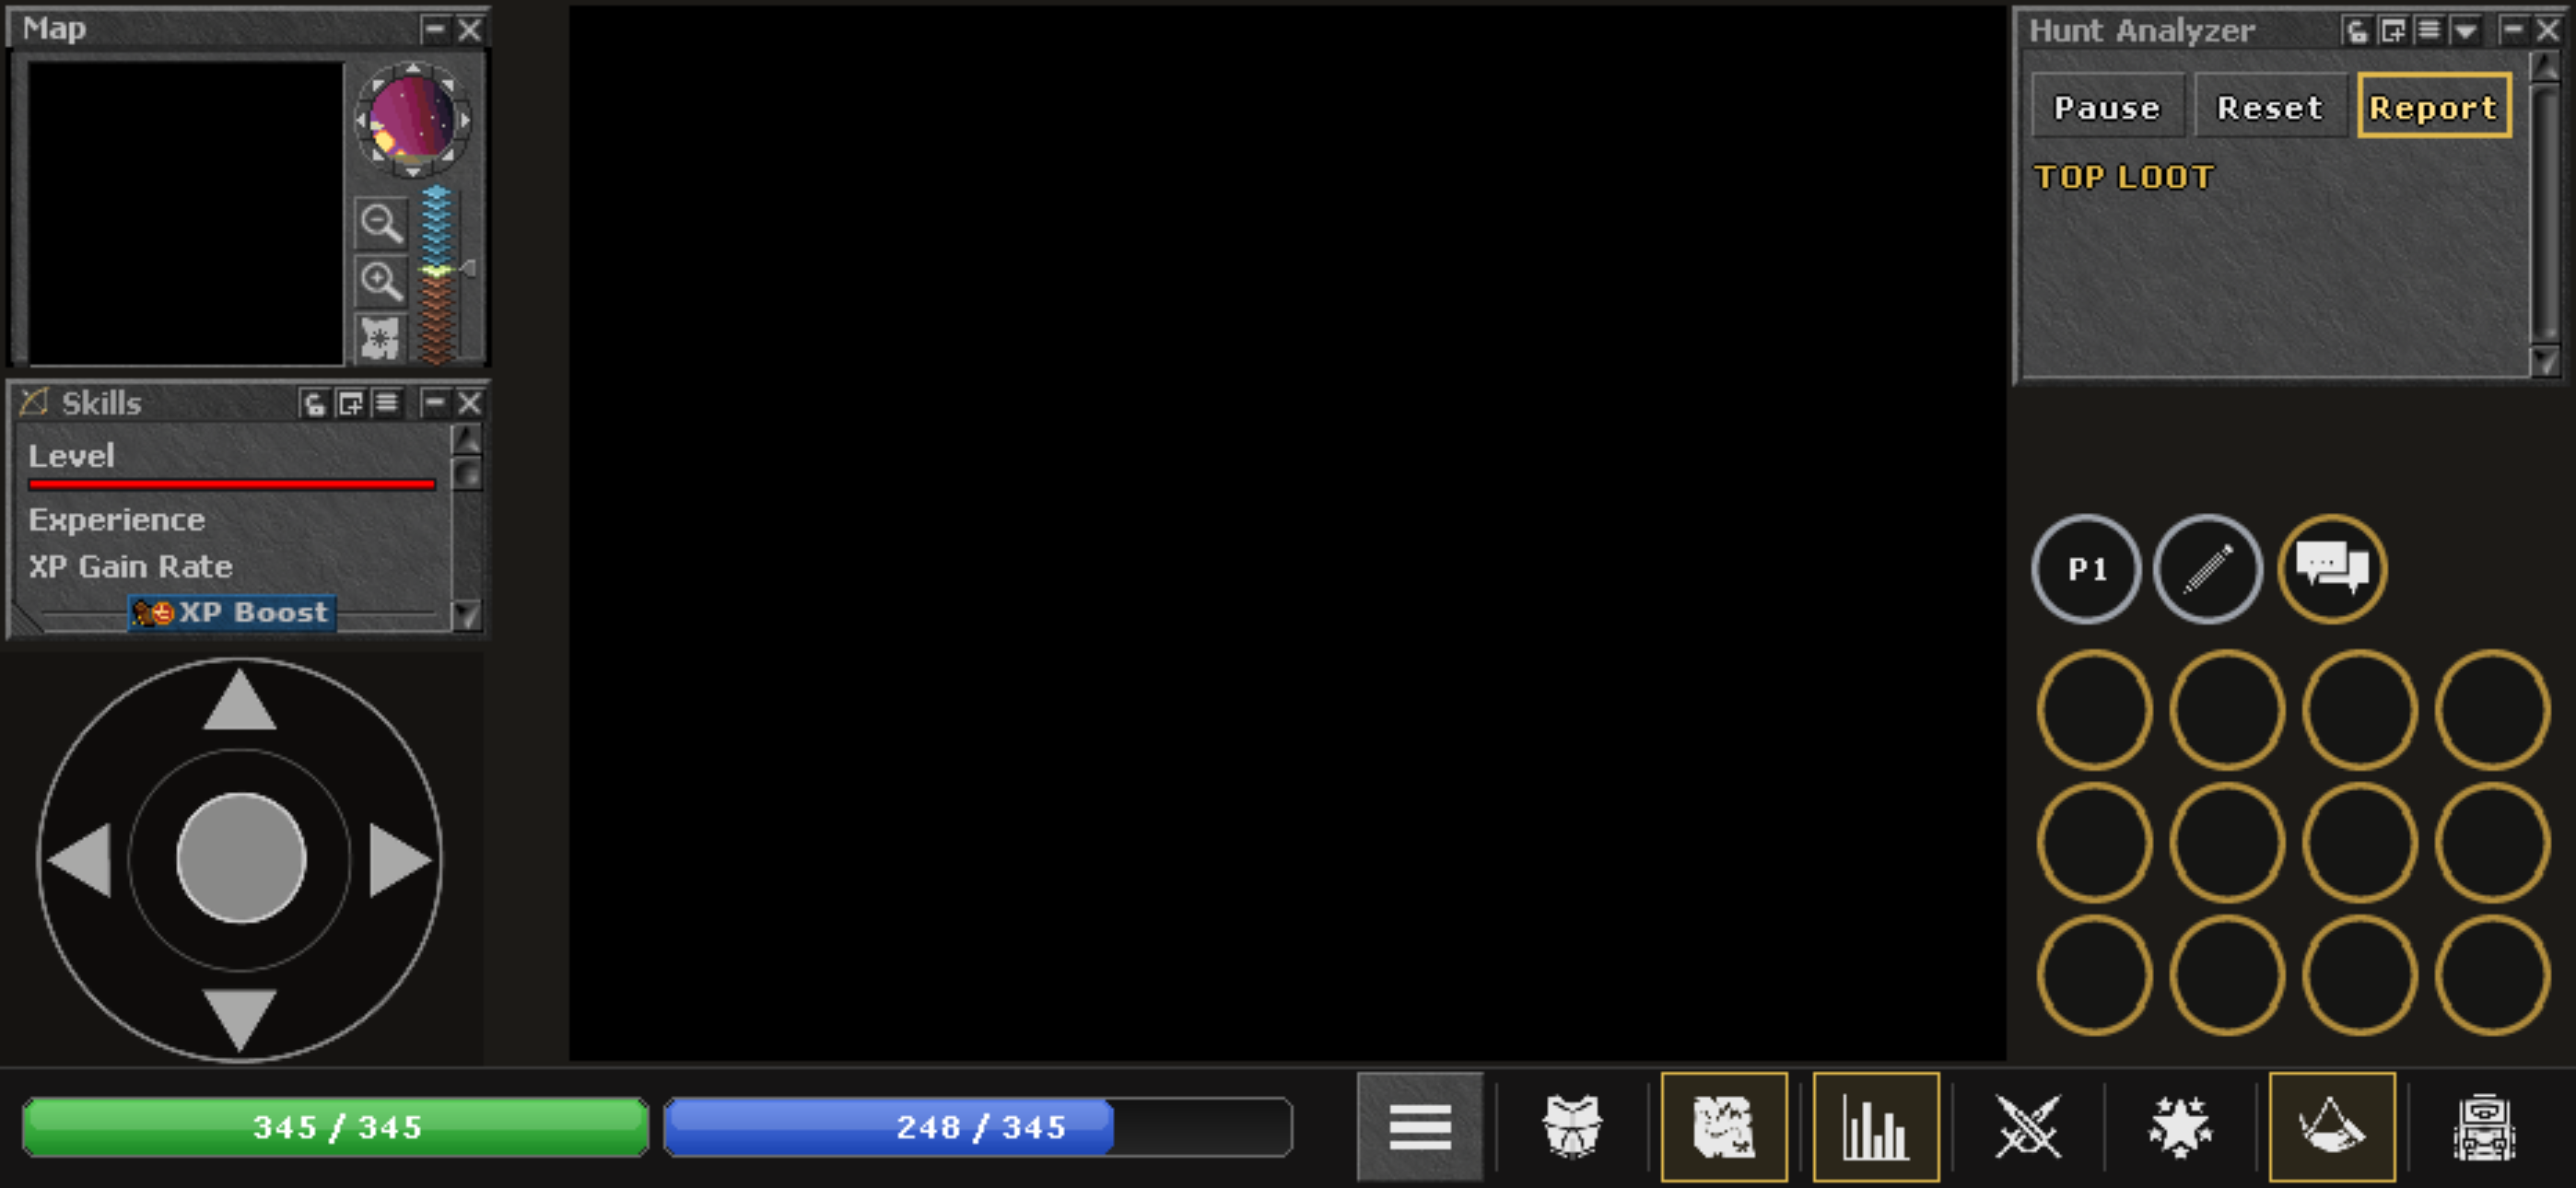 Map
Skills
Level
Experience
XP Gain Rate
XP Boost
Hunt Analyzer
Pause
Reset
Report
TOP LOOT
P1
345 / 345
248 / 345